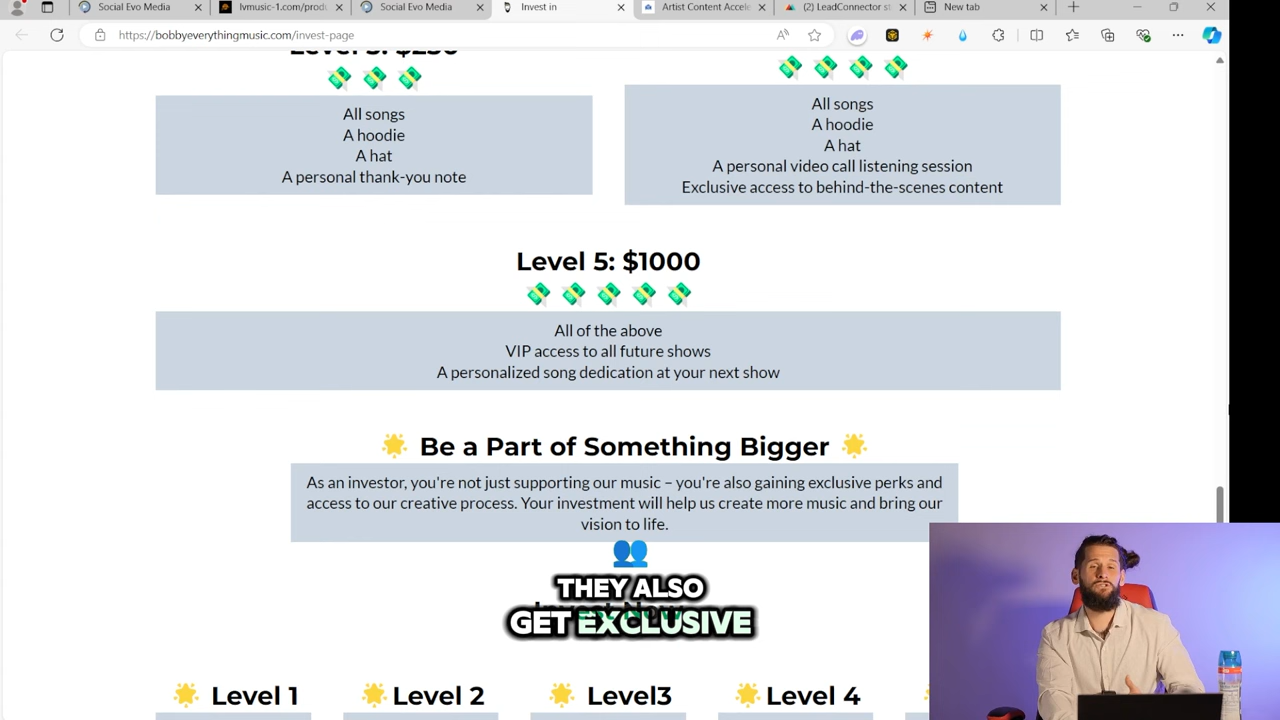 Social Evo Media
lvmusic-1.com/produ
Social Evo Media
Invest in
Artist Content Accele
(2) LeadConnector
New tab
https://bobbyeverythingmusic.com/invest-page
All songs
A hoodie
A hat
A personal thank-you note
All songs
A hoodie
A hat
A personal video call listening session
Exclusive access to behind-the-scenes content
Level 5: $1000
All of the above
VIP access to all future shows
A personalized song dedication at your next show
Be a Part of Something Bigger
As an investor, you're not just supporting our music – you're also gaining exclusive perks and
access to our creative process. Your investment will help us create more music and bring our
vision to life.
THEY ALSO
GET EXCLUSIVE
Level 1
Level 2
Level3
Level 4